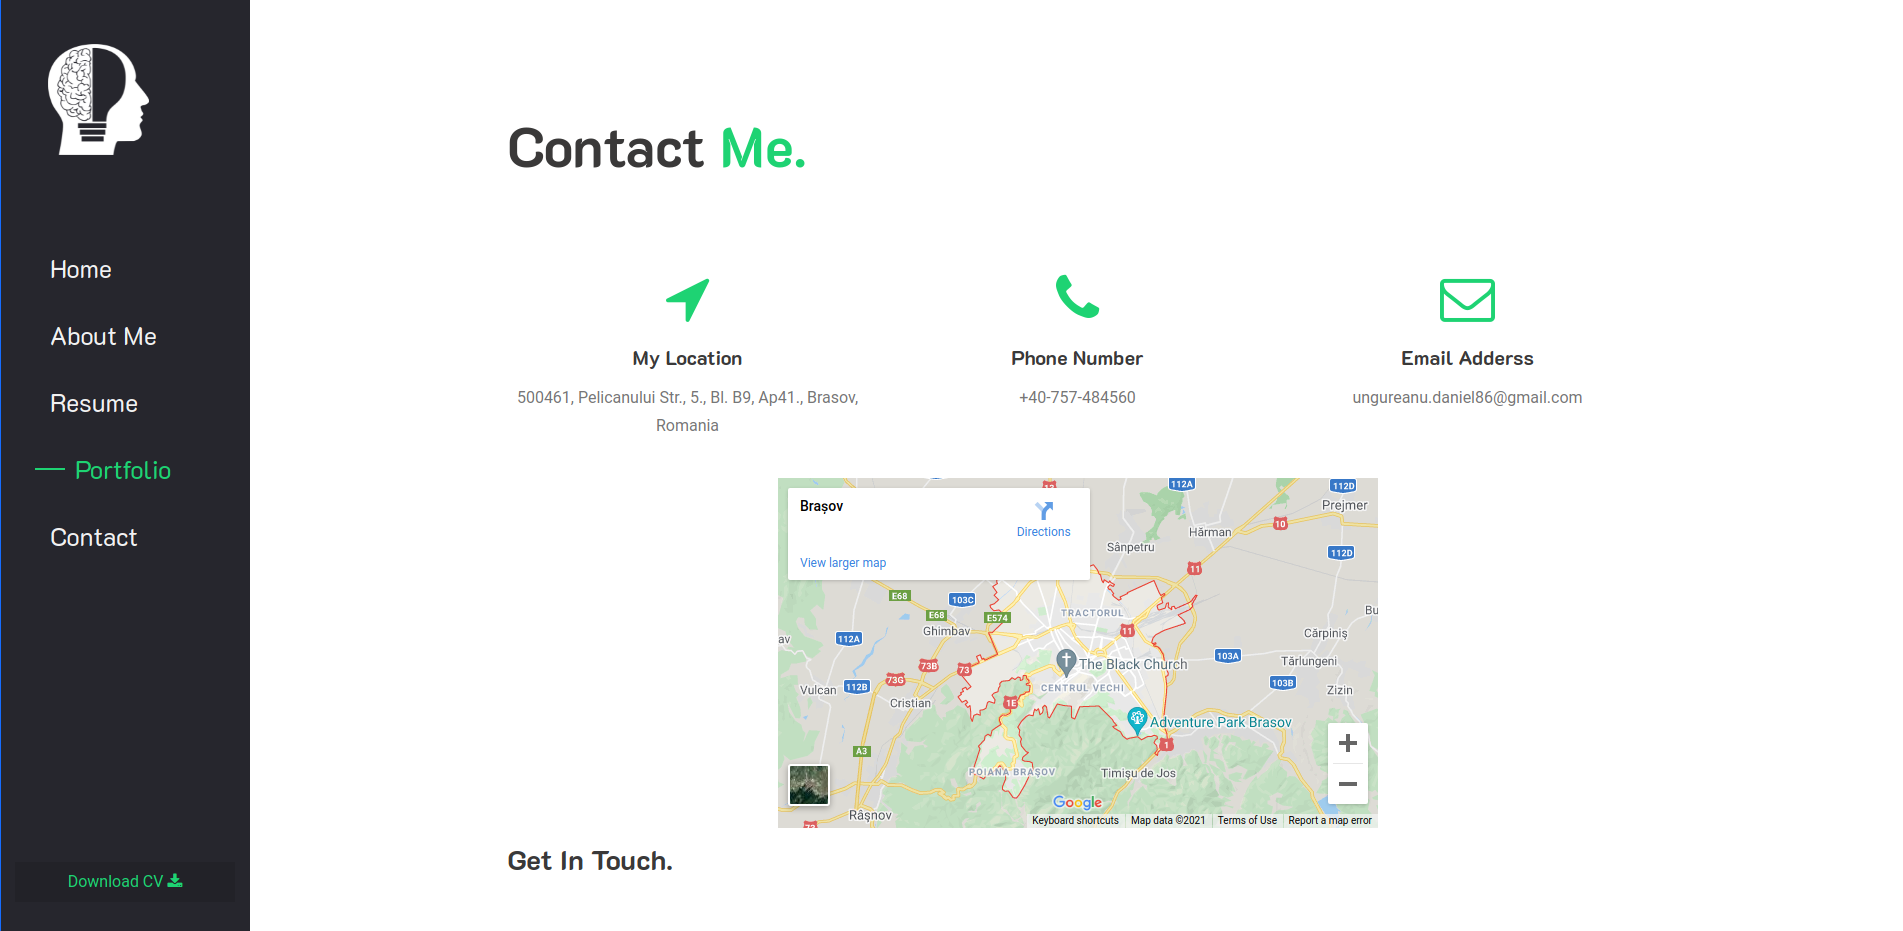 Home
About Me
Resume
Portfolio
Contact
Download CV
Contact Me.
My Location
500461, Pelicanului Str., 5., Bl. B9, Ap41., Brasov,
Romania
Phone Number
+40-757-484560
Email Adderss
ungureanu.daniel86@gmail.com
Brașov
Directions
View larger map
112A
112D
Prejmer
10
Hărman
Sânpetru
112D
11
E68
103C
E68
E574
TRACTORUL
Ghimbav
11
Cărpiniș
112A
103A
Tărlungeni
73B
73
The Black Church
73G
112B
Vulcan
CENTRUL VECHI
103B
Zizin
Cristian
1E
Adventure Park Brasov
1
A3
POIANA BRAȘOV
Timișu de Jos
Google
Râșnov
Keyboard shortcuts
Map data ©2021
Terms of Use
Report a map error
Get In Touch.